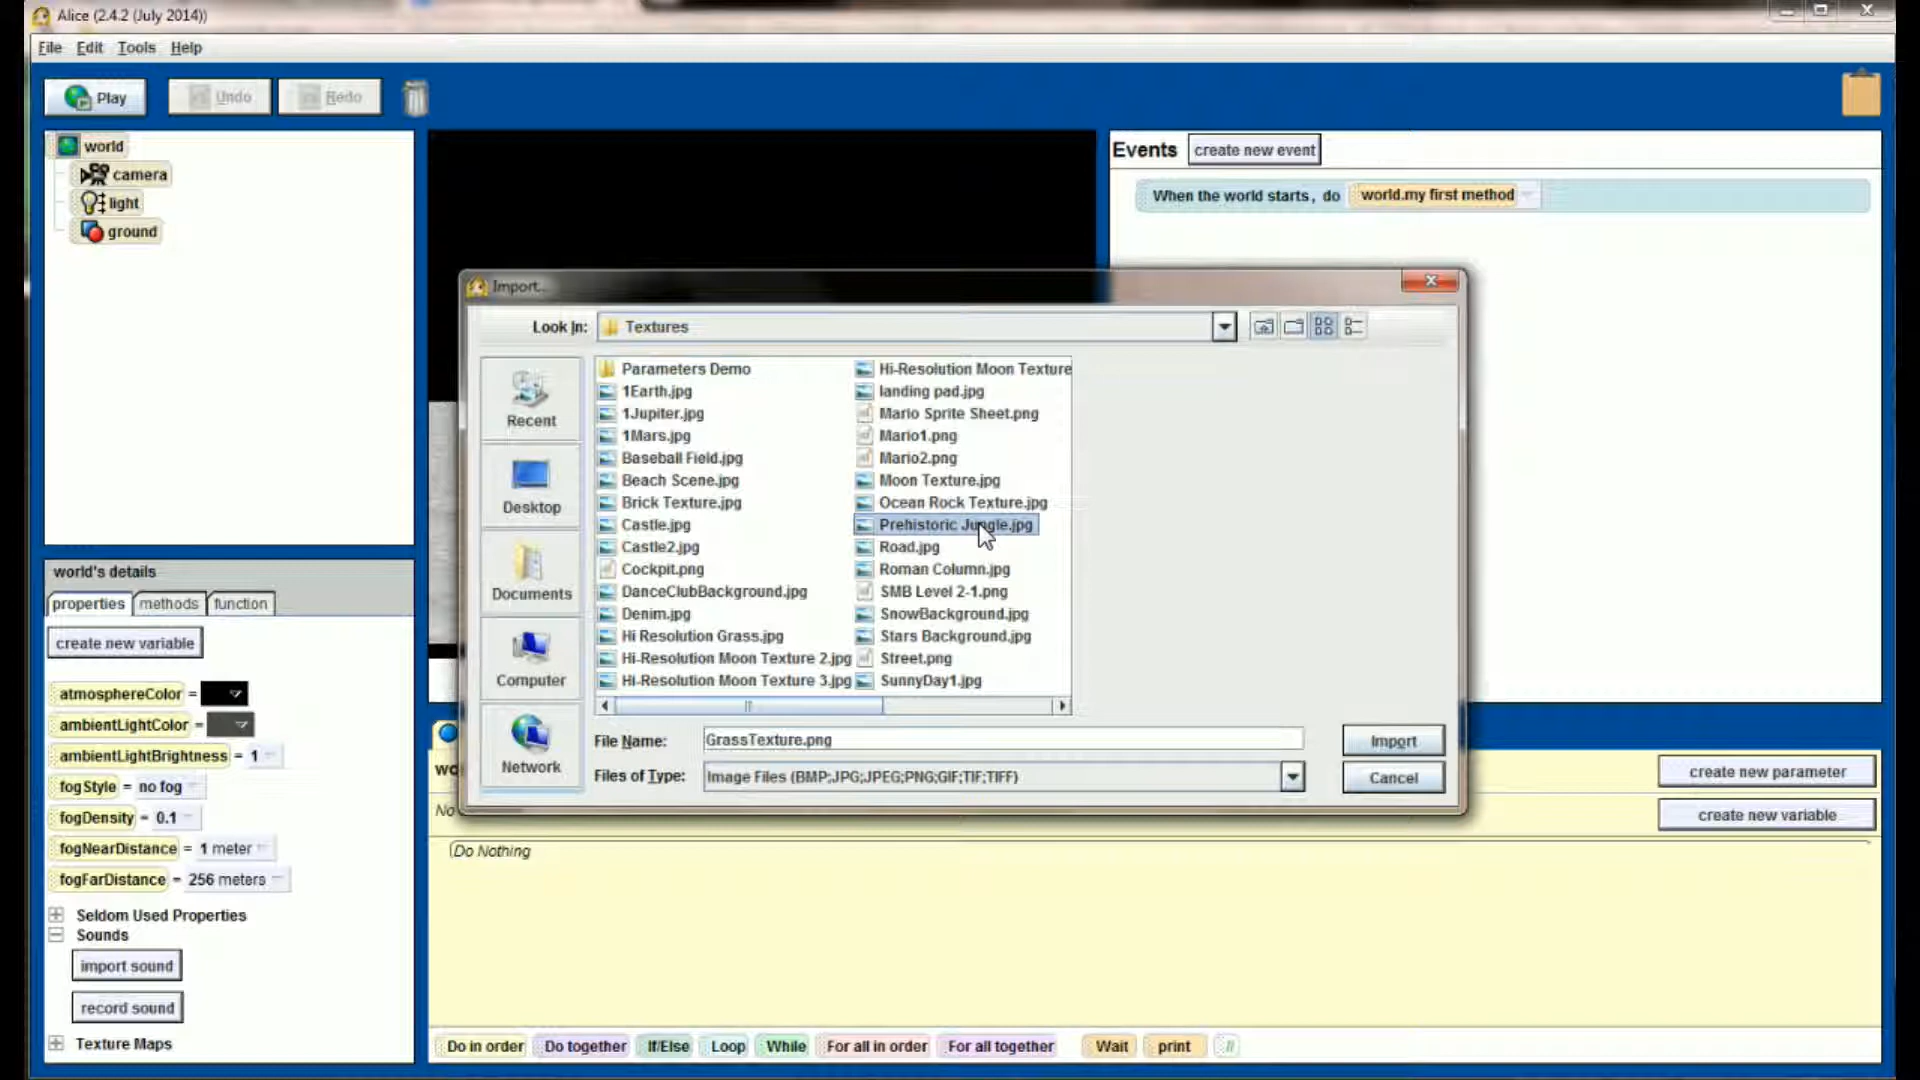 Alice (2.4.2 (July 2014))
File Edit Tools Help
Play Undo Redo
world
camera
light
ground
Events create new event
When the world starts, do world.my first method
Import...
Look In: Textures
Recent
Desktop
Documents
Computer
Network
Parameters Demo
1Earth.jpg
1Jupiter.jpg
1Mars.jpg
Baseball Field.jpg
Beach Scene.jpg
Brick Texture.jpg
Castle.jpg
Castle2.jpg
Cockpit.png
DanceClubBackground.jpg
Denim.jpg
Hi Resolution Grass.jpg
Hi-Resolution Moon Texture 2.jpg
Hi-Resolution Moon Texture 3.jpg
Hi-Resolution Moon Texture
landing pad.jpg
Mario Sprite Sheet.png
Mario1.png
Mario2.png
Moon Texture.jpg
Ocean Rock Texture.jpg
Prehistoric Jungle.jpg
Road.jpg
Roman Column.jpg
SMB Level 2-1.png
SnowBackground.jpg
Stars Background.jpg
Street.png
SunnyDay1.jpg
File Name: GrassTexture.png Import
Files of Type: Image Files (BMP;JPG;JPEG;PNG;GIF;TIF;TIFF) Cancel
world's details
properties methods function
create new variable
atmosphereColor =
ambientLightColor =
ambientLightBrightness = 1
fogStyle = no fog
fogDensity = 0.1
fogNearDistance = 1 meter
fogFarDistance = 256 meters
Seldom Used Properties
Sounds
import sound
record sound
Texture Maps
wo
create new parameter
No
create new variable
(Do Nothing
Do in order Do together If/Else Loop While For all in order For all together Wait print //